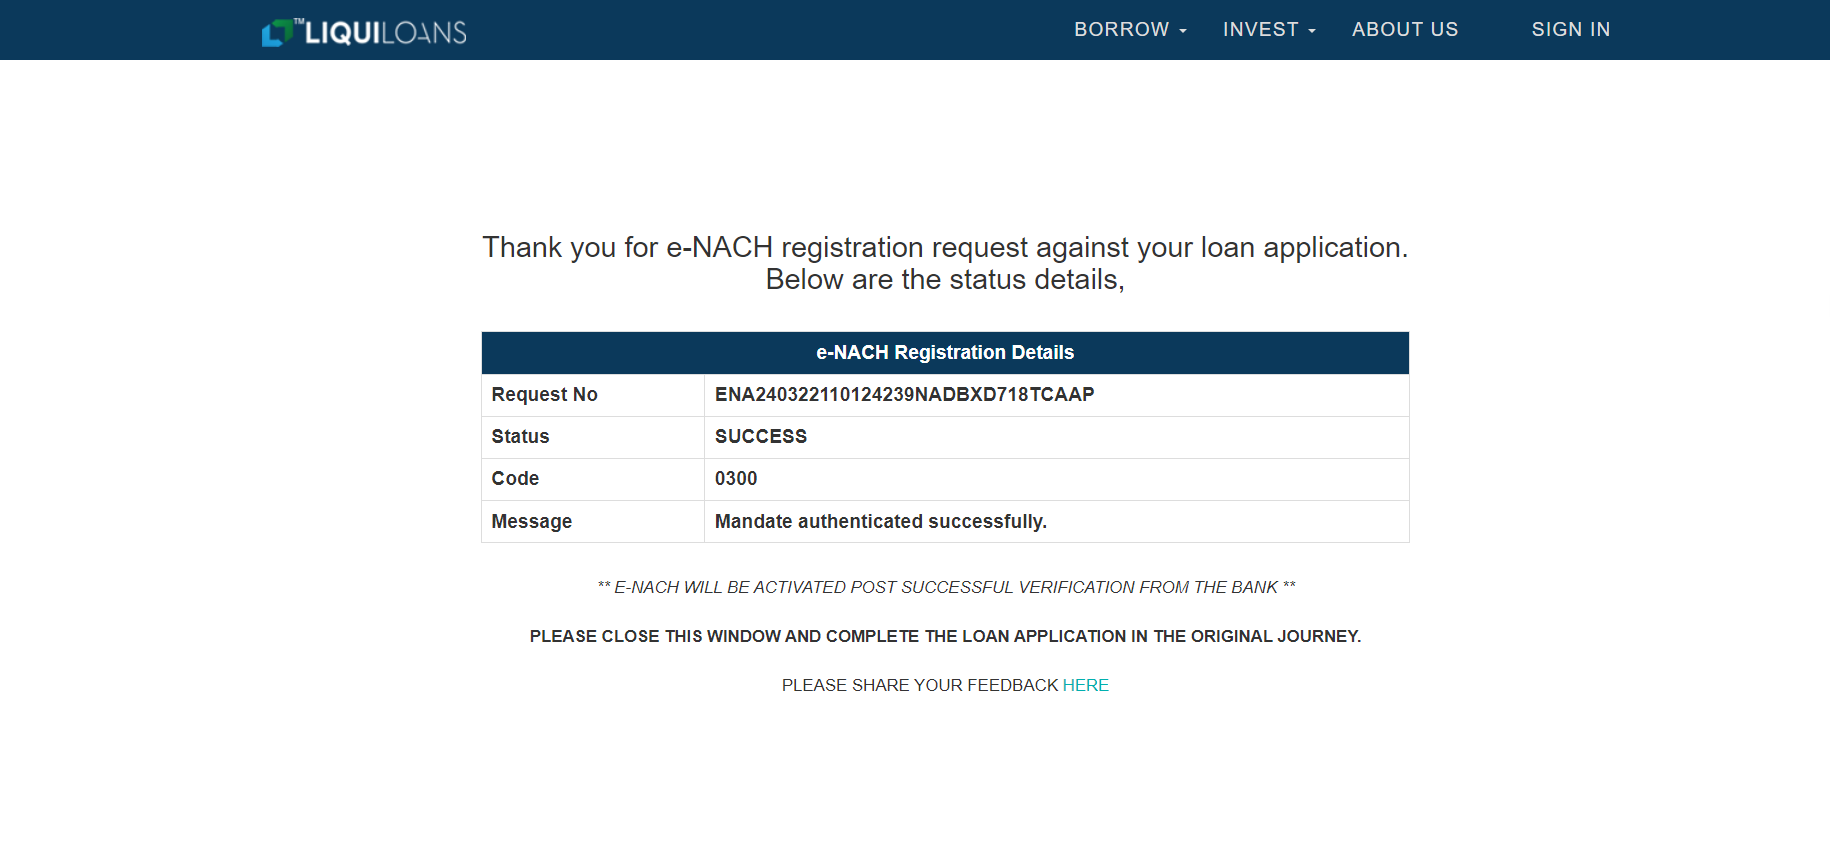 ™LIQUILOANS BORROW INVEST ABOUT US SIGN IN
Thank you for e-NACH registration request against your loan application.
Below are the status details,
e-NACH Registration Details
Request No ENA240322110124239NADBXD718TCAAP
Status SUCCESS
Code 0300
Message Mandate authenticated successfully.
** E-NACH WILL BE ACTIVATED POST SUCCESSFUL VERIFICATION FROM THE BANK **
PLEASE CLOSE THIS WINDOW AND COMPLETE THE LOAN APPLICATION IN THE ORIGINAL JOURNEY.
PLEASE SHARE YOUR FEEDBACK HERE